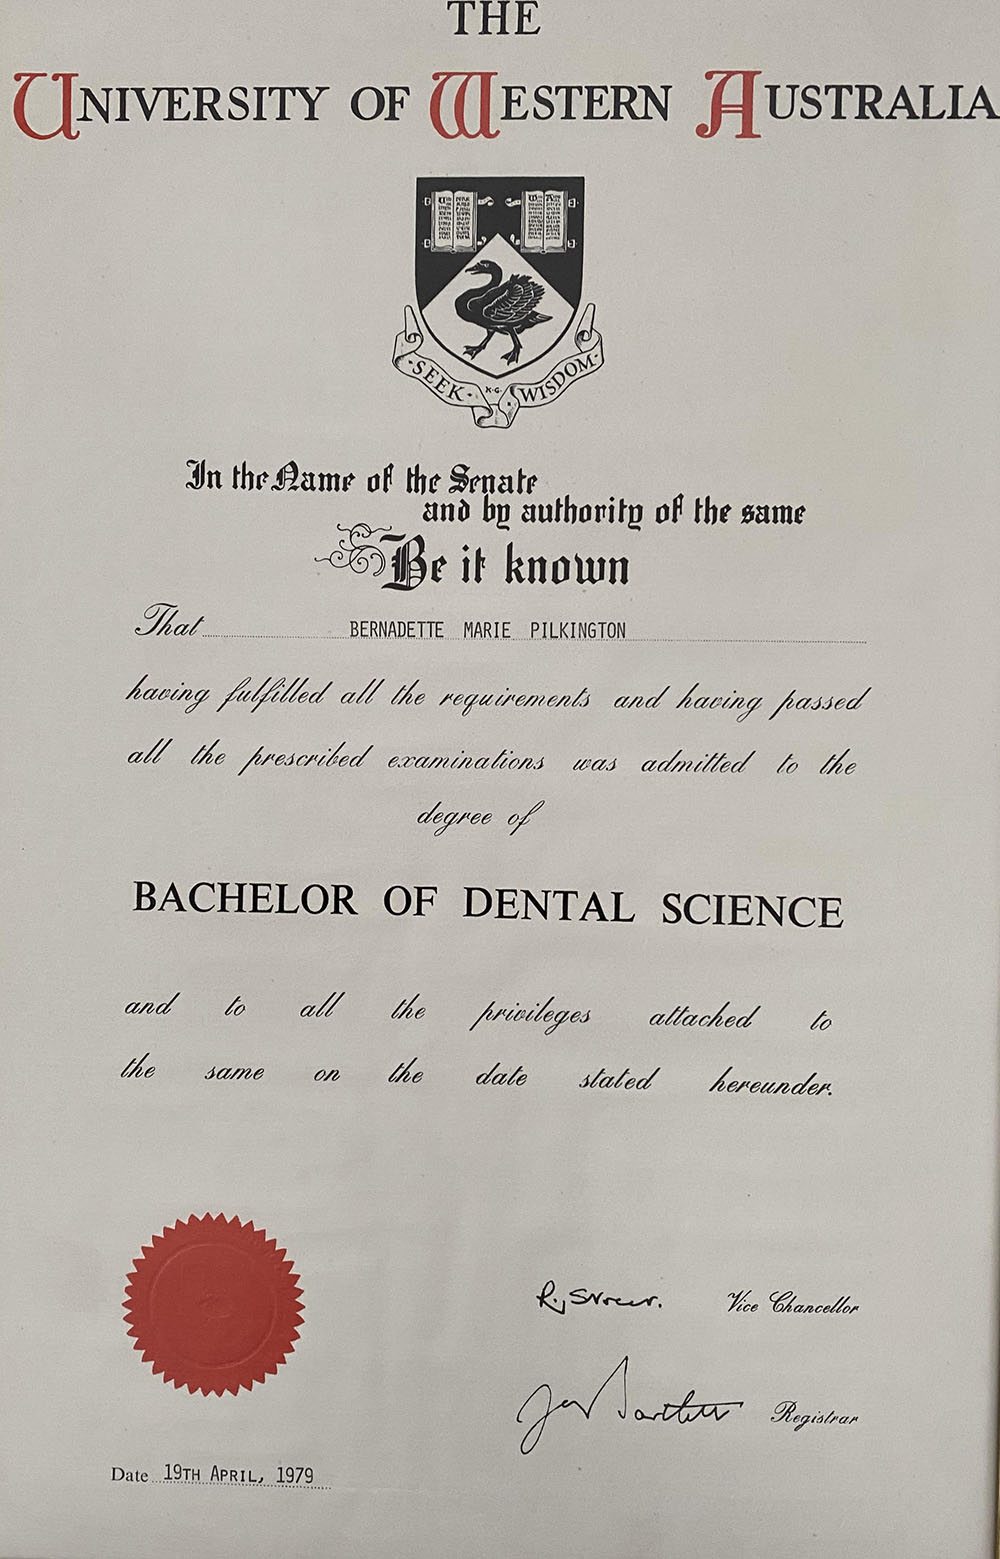 THE
UNIVERSITY OF WESTERN AUSTRALIA
·SEEK· K·G· WISDOM·
In the Name of the Senate
and by authority of the same
Be it known
That BERNADETTE MARIE PILKINGTON
having fulfilled all the requirements and having passed
all the prescribed examinations was admitted to the
degree of
BACHELOR OF DENTAL SCIENCE
and to all the privileges attached to
the same on the date stated hereunder.
Vice Chancellor
Registrar
Date 19TH APRIL, 1979